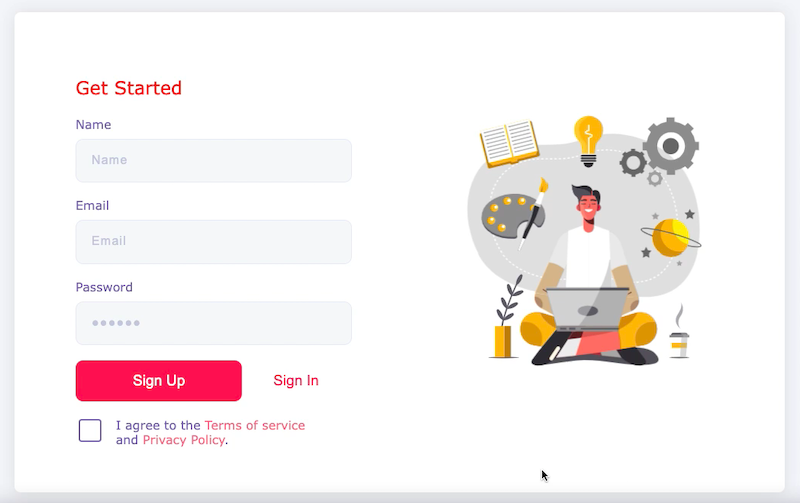 Get Started
Name
Name
Email
Email
Password
••••••
Sign Up
Sign In
I agree to the Terms of service
and Privacy Policy.